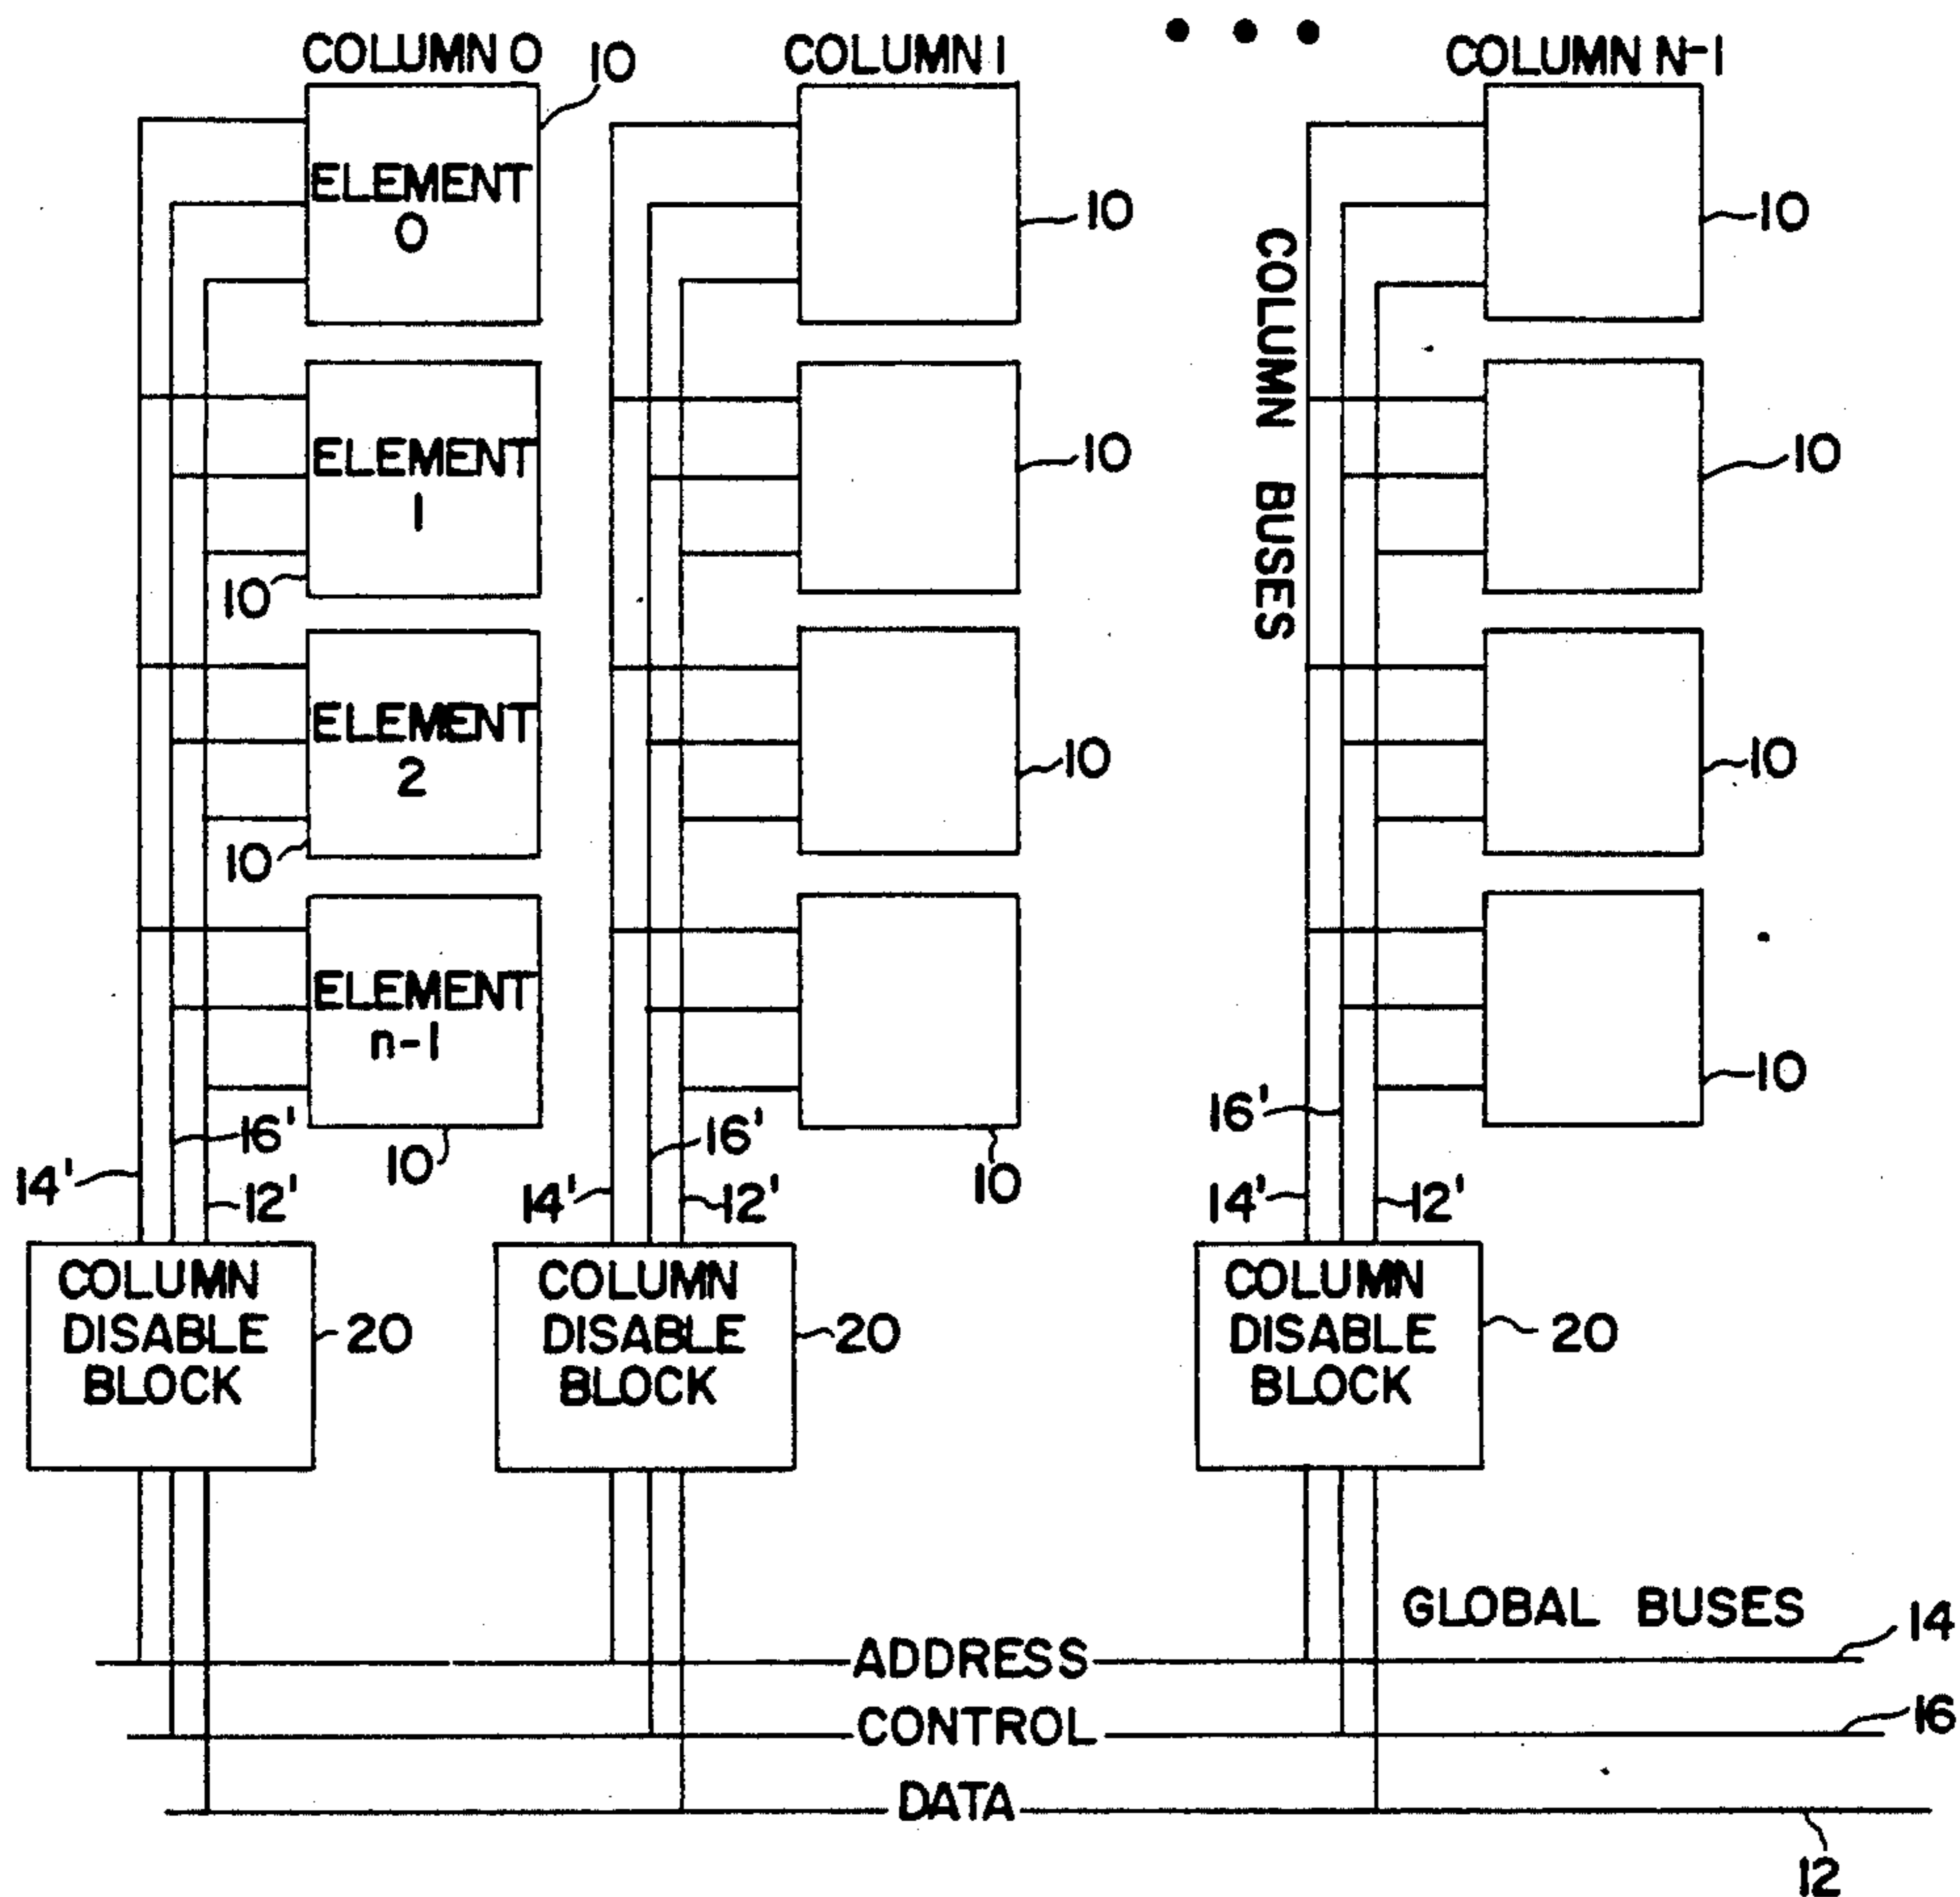 COLUMN 0
10
COLUMN 1
• • •
COLUMN N-1
ELEMENT
0
10
10
ELEMENT
1
10
10
10
COLUMN BUSES
ELEMENT
2
10
10
10
ELEMENT
n-1
10
10
10
14'
16'
12'
14'
16'
12'
16'
14'
12'
COLUMN
DISABLE
BLOCK
20
COLUMN
DISABLE
BLOCK
20
COLUMN
DISABLE
BLOCK
20
GLOBAL BUSES
ADDRESS
14
CONTROL
16
DATA
12